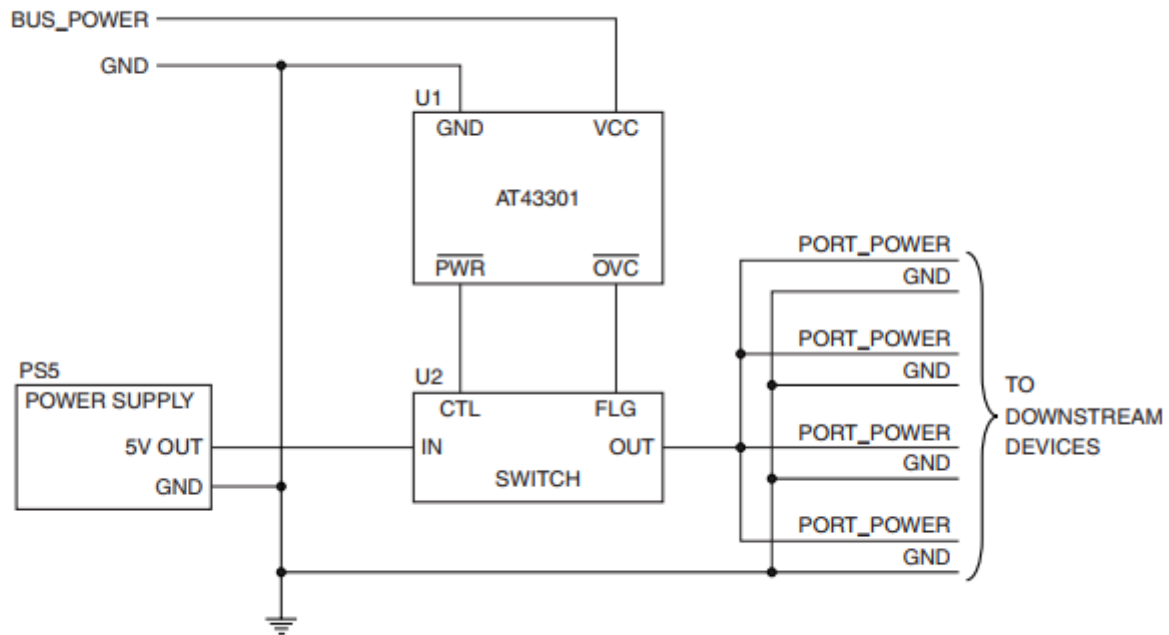 BUS_POWER
GND
U1
GND VCC
AT43301
PWR OVC
PORT_POWER
GND
PORT_POWER
GND
PS5
POWER SUPPLY
5V OUT
GND
U2
CTL FLG
IN OUT
SWITCH
PORT_POWER
GND
PORT_POWER
GND
TO
DOWNSTREAM
DEVICES